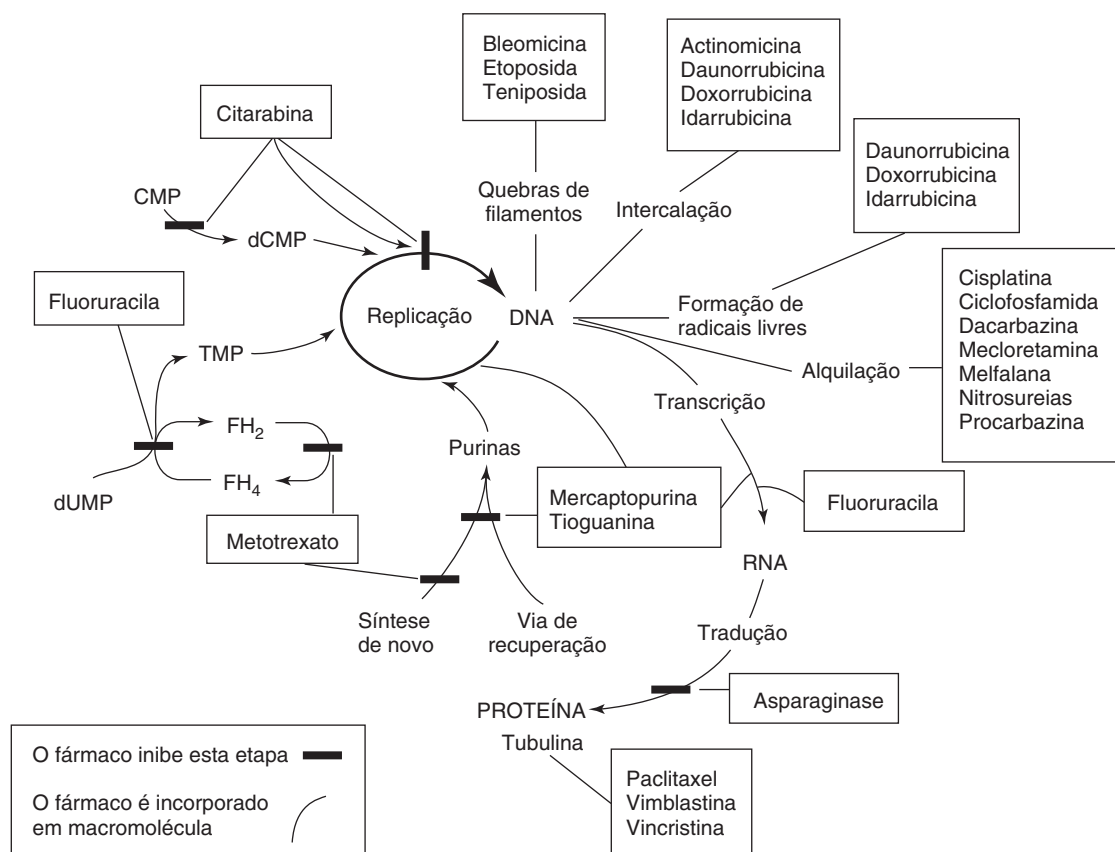 Bleomicina
Etoposida
Teniposida
Actinomicina
Daunorrubicina
Doxorrubicina
Idarrubicina
Citarabina
Daunorrubicina
Doxorrubicina
Idarrubicina
CMP
Quebras de
filamentos
Intercalação
dCMP
Fluoruracila
Replicação
DNA
Formação de
radicais livres
Cisplatina
Ciclofosfamida
Dacarbazina
Mecloretamina
Melfalana
Nitrosureias
Procarbazina
TMP
Alquilação
Transcrição
FH2
Purinas
FH4
dUMP
Mercaptopurina
Tioguanina
Fluoruracila
Metotrexato
RNA
Síntese
de novo
Via de
recuperação
Tradução
PROTEÍNA
Asparaginase
Tubulina
O fármaco inibe esta etapa
Paclitaxel
Vimblastina
Vincristina
O fármaco é incorporado
em macromolécula